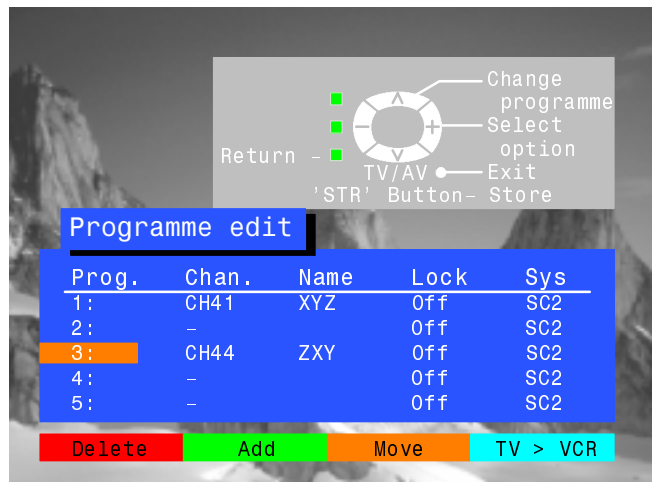 Change
programme
Select
option
Return -
TV/AV
Exit
'STR' Button- Store
Programme edit
Prog. Chan. Name Lock Sys
1: CH41 XYZ Off SC2
2: - Off SC2
3: CH44 ZXY Off SC2
4: - Off SC2
5: - Off SC2
Delete Add Move TV > VCR